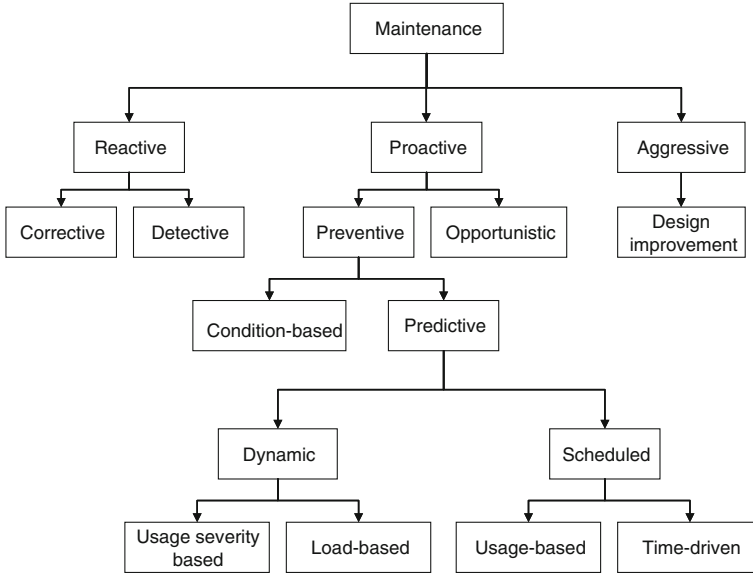 Maintenance
Reactive
Proactive
Aggressive
Corrective
Detective
Preventive
Opportunistic
Design
improvement
Condition-based
Predictive
Dynamic
Scheduled
Usage severity
based
Load-based
Usage-based
Time-driven